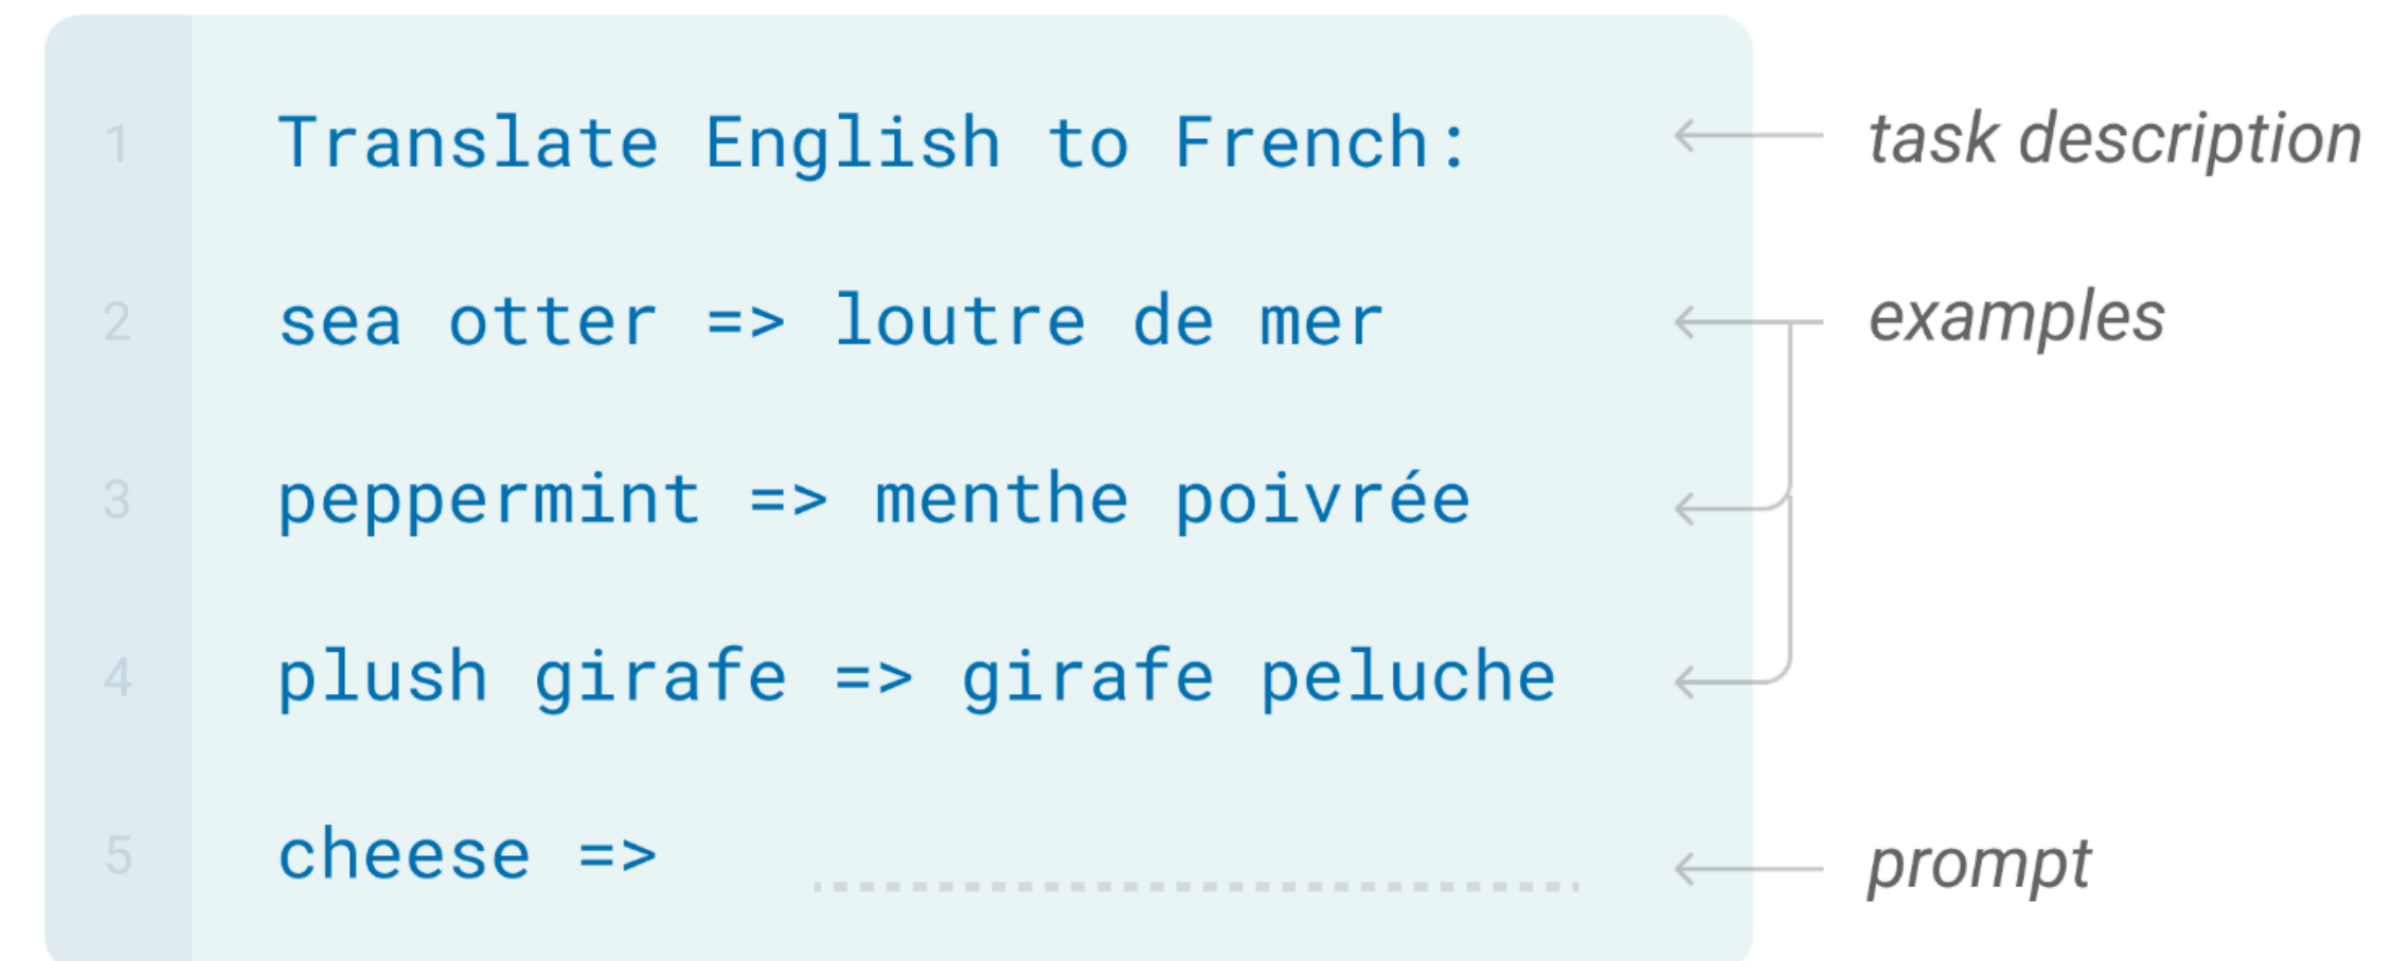 1 Translate English to French: task description
2 sea otter => loutre de mer examples
3 peppermint => menthe poivrée
4 plush girafe => girafe peluche
5 cheese => prompt